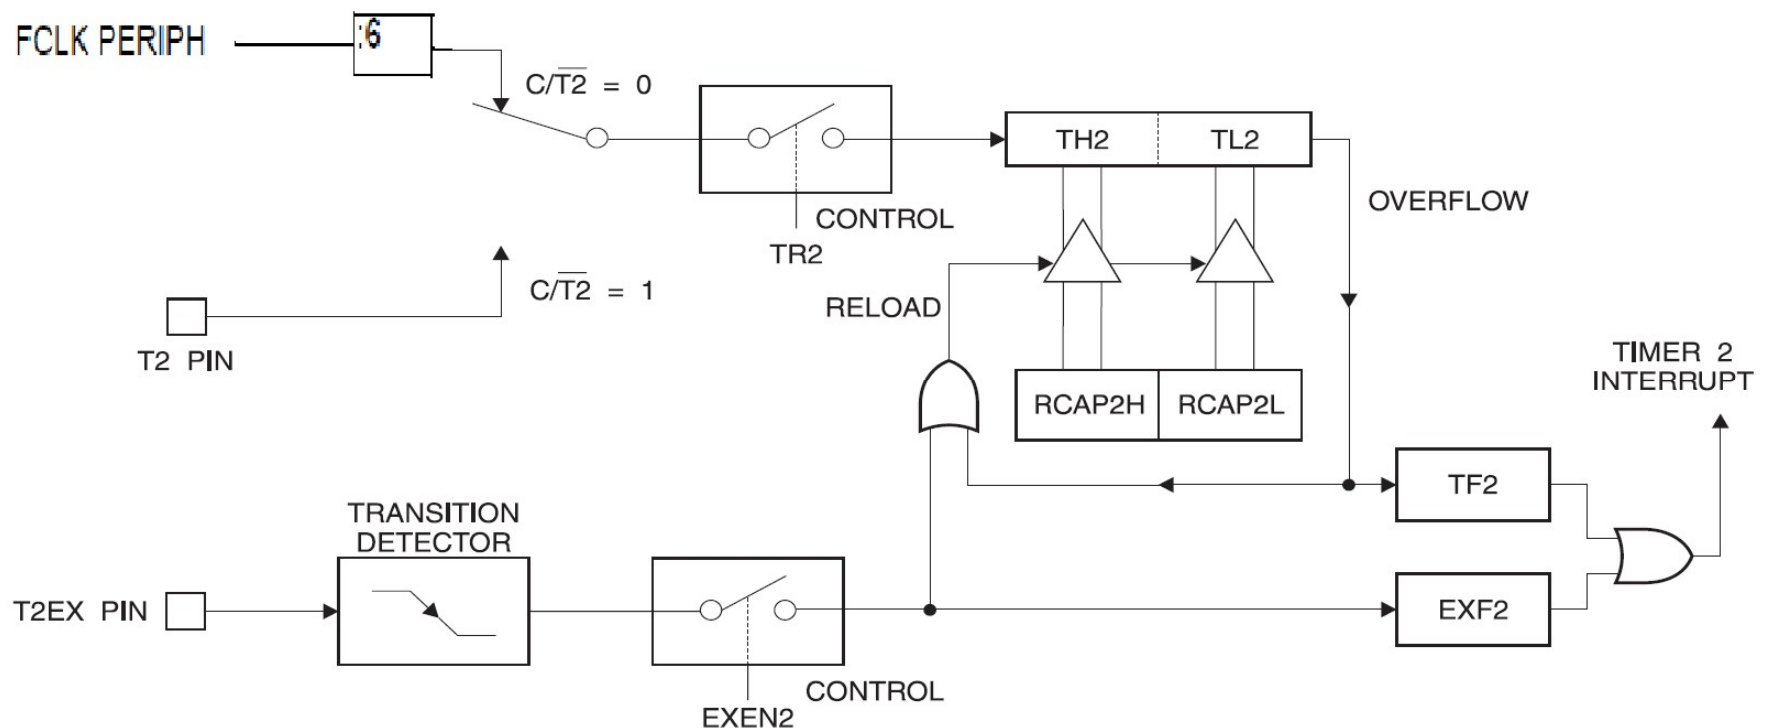 FCLK PERIPH
:6
C/T2 = 0
TH2
TL2
OVERFLOW
CONTROL
TR2
C/T2 = 1
T2 PIN
RELOAD
RCAP2H
RCAP2L
TIMER 2
INTERRUPT
TF2
TRANSITION
DETECTOR
T2EX PIN
EXF2
CONTROL
EXEN2